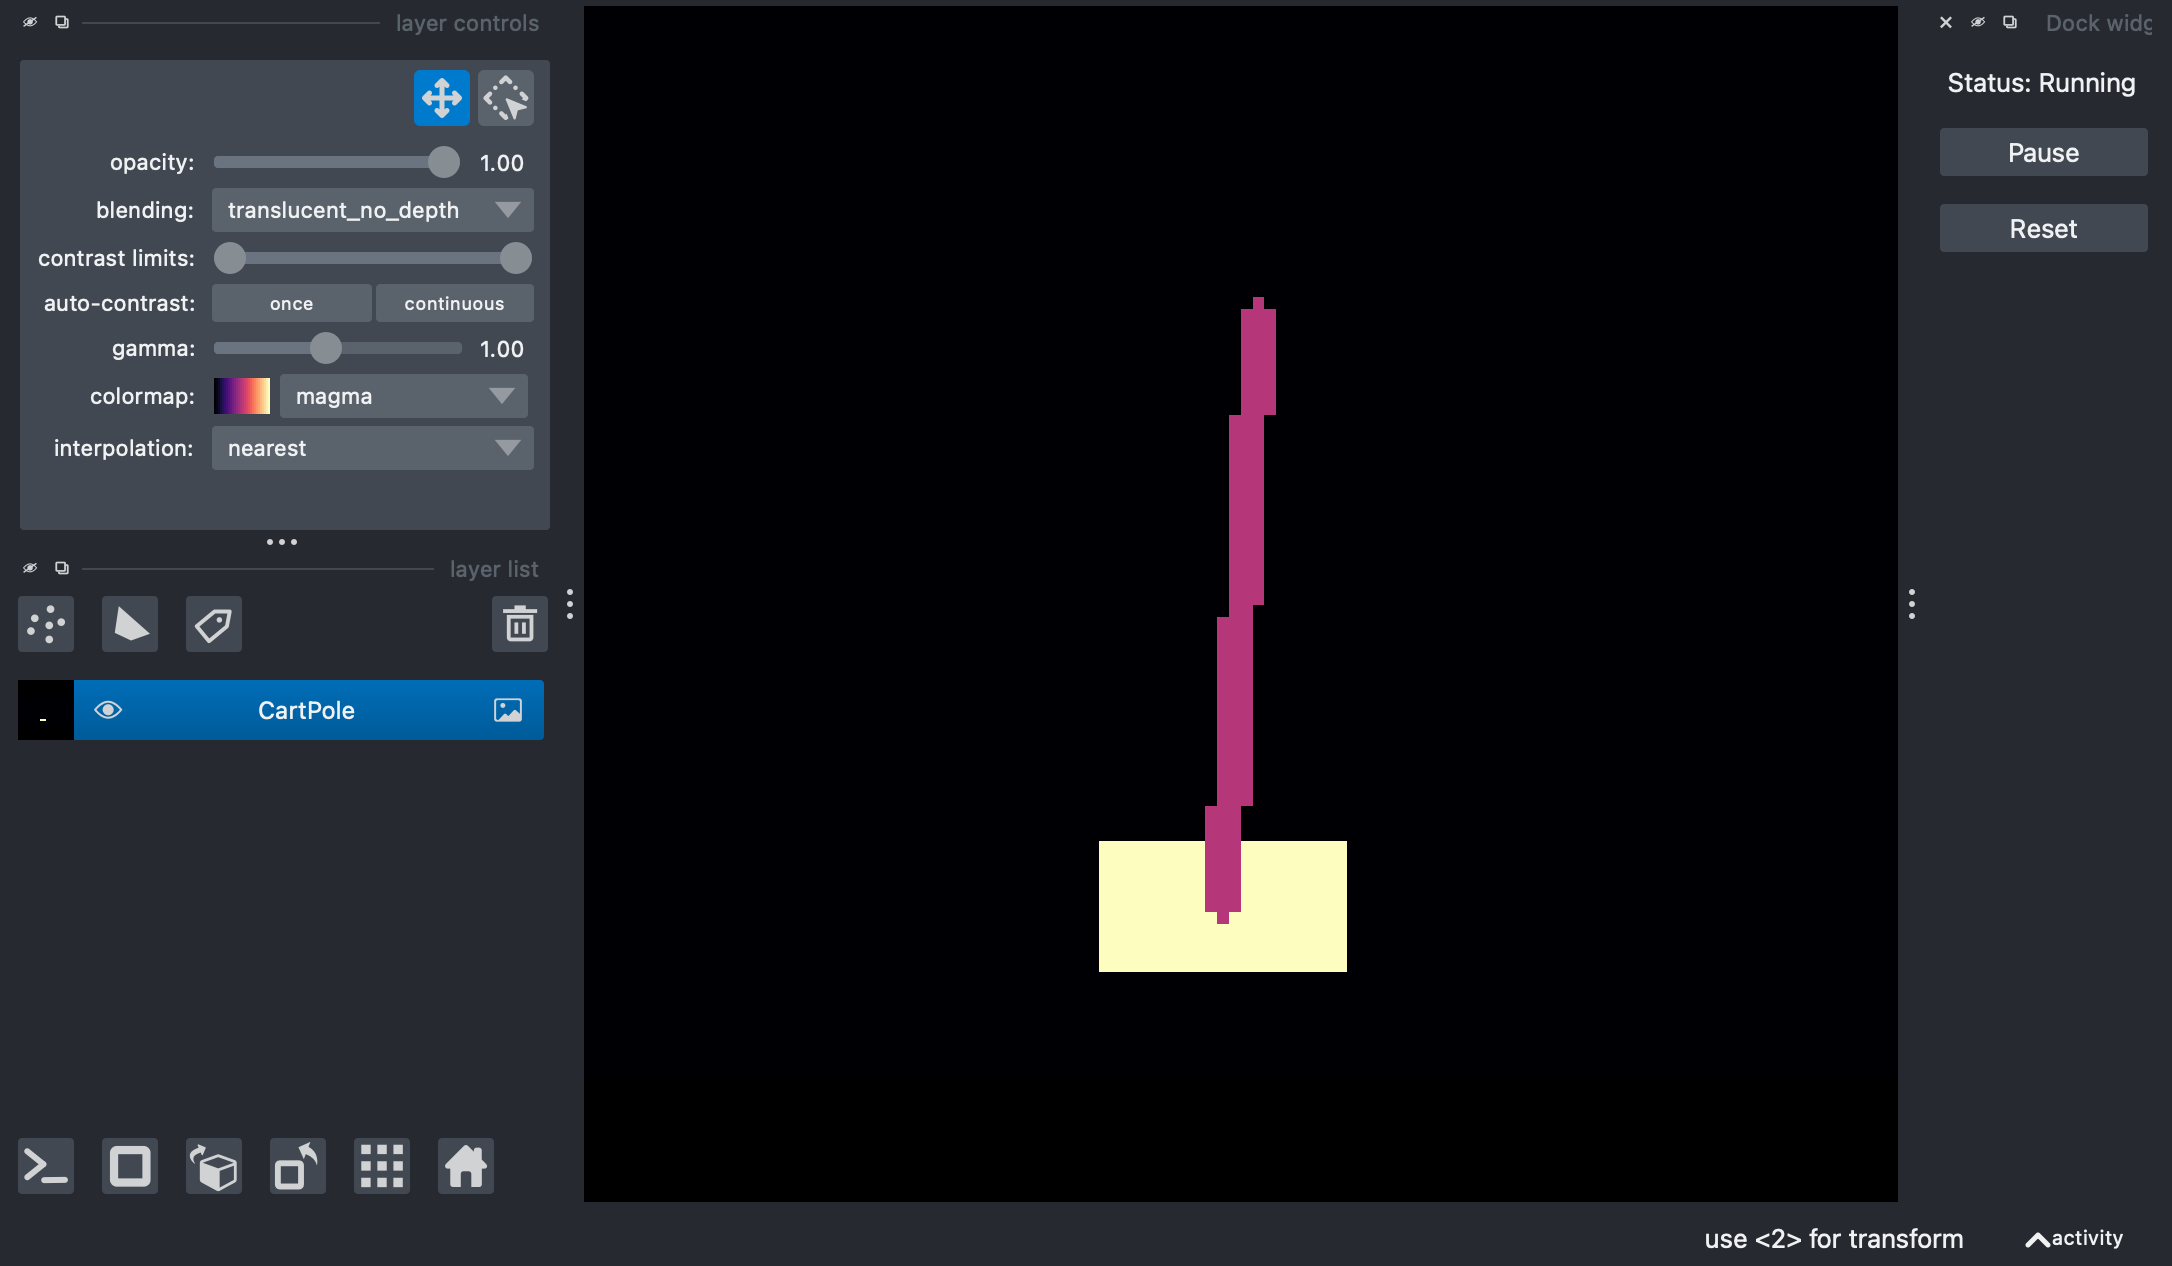 layer controls
opacity: 1.00
blending: translucent_no_depth
contrast limits:
auto-contrast: once continuous
gamma: 1.00
colormap: magma
interpolation: nearest
layer list
CartPole
Dock widg
Status: Running
Pause
Reset
use <2> for transform
activity